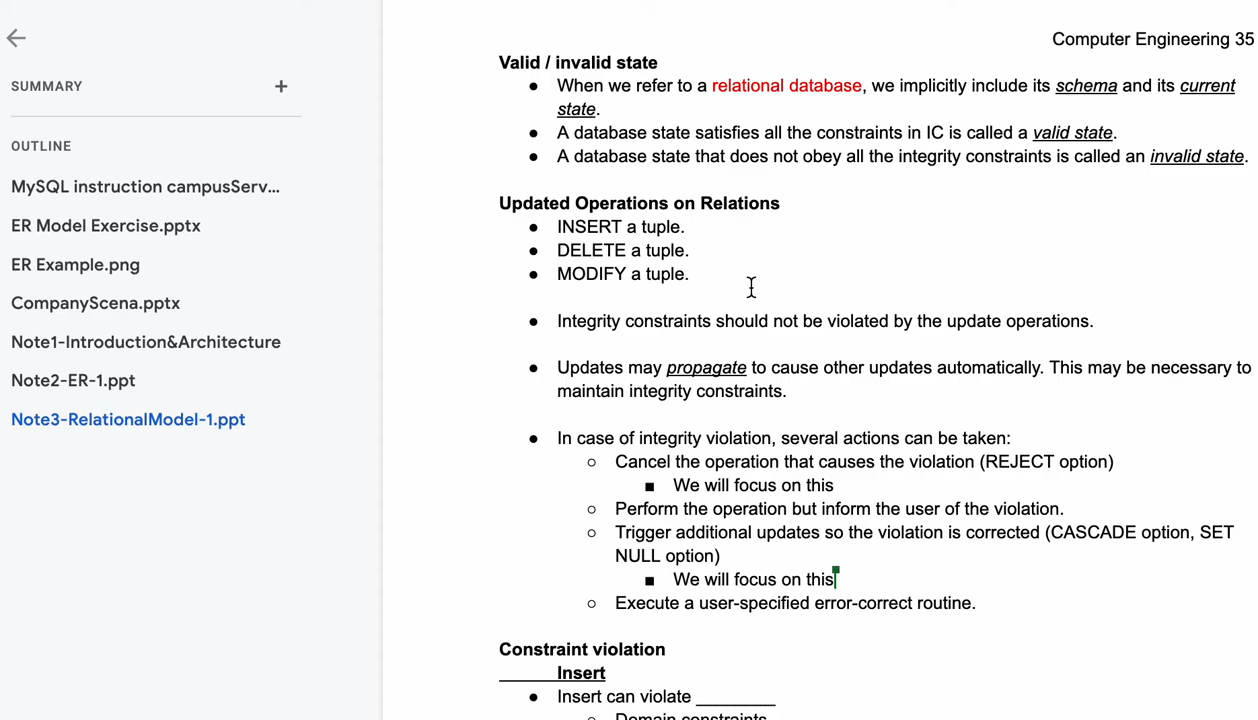 Computer Engineering 35
SUMMARY
+
OUTLINE
MySQL instruction campusServ...
ER Model Exercise.pptx
ER Example.png
CompanyScena.pptx
Note1-Introduction&Architecture
Note2-ER-1.ppt
Note3-RelationalModel-1.ppt
Valid / invalid state
● When we refer to a relational database, we implicitly include its schema and its current
state.
● A database state satisfies all the constraints in IC is called a valid state.
● A database state that does not obey all the integrity constraints is called an invalid state.
Updated Operations on Relations
● INSERT a tuple.
● DELETE a tuple.
● MODIFY a tuple.
● Integrity constraints should not be violated by the update operations.
● Updates may propagate to cause other updates automatically. This may be necessary to
maintain integrity constraints.
● In case of integrity violation, several actions can be taken:
○ Cancel the operation that causes the violation (REJECT option)
■ We will focus on this
○ Perform the operation but inform the user of the violation.
○ Trigger additional updates so the violation is corrected (CASCADE option, SET
NULL option)
■ We will focus on this
○ Execute a user-specified error-correct routine.
Constraint violation
Insert
● Insert can violate ________
○ Domain constraints